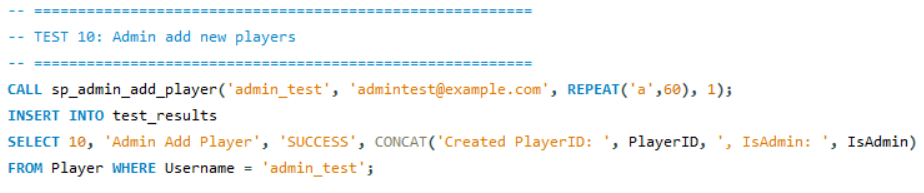 -- =========================================================
-- TEST 10: Admin add new players
-- =========================================================
CALL sp_admin_add_player('admin_test', 'admintest@example.com', REPEAT('a',60), 1);
INSERT INTO test_results
SELECT 10, 'Admin Add Player', 'SUCCESS', CONCAT('Created PlayerID: ', PlayerID, ', IsAdmin: ', IsAdmin)
FROM Player WHERE Username = 'admin_test';